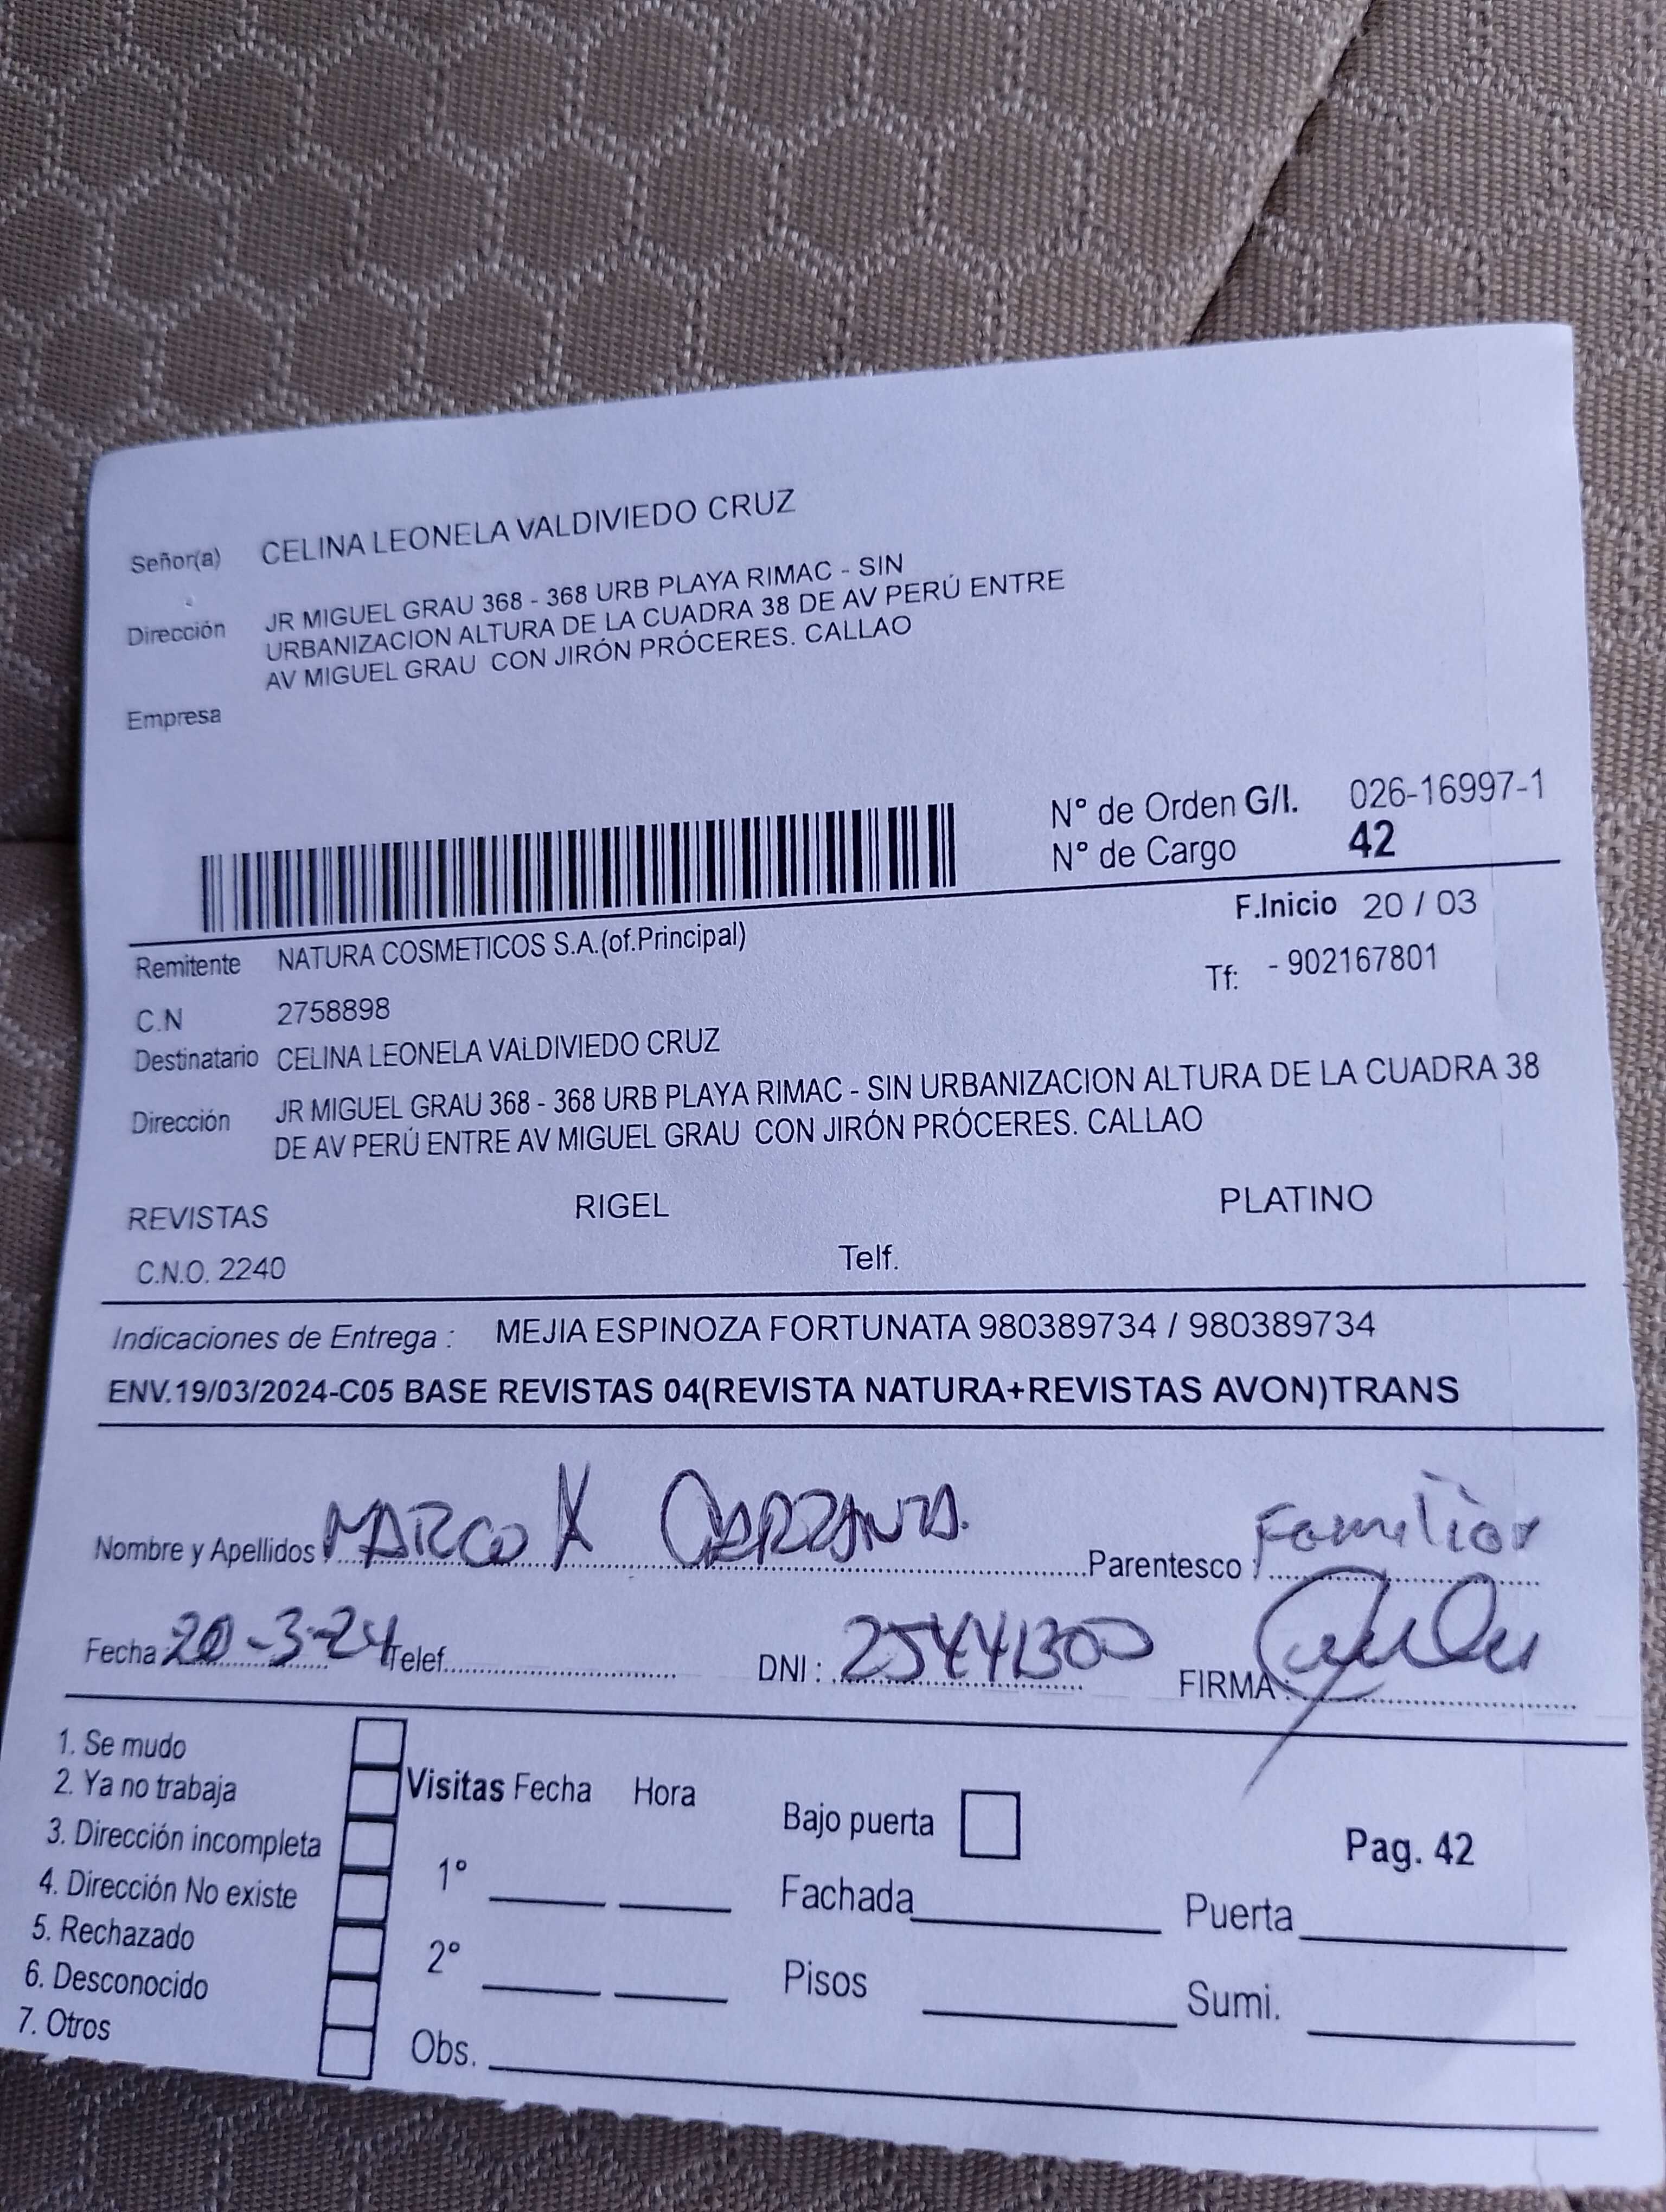 Señor(a) CELINA LEONELA VALDIVIEDO CRUZ
Dirección JR MIGUEL GRAU 368 - 368 URB PLAYA RIMAC - SIN
URBANIZACION ALTURA DE LA CUADRA 38 DE AV PERÚ ENTRE
AV MIGUEL GRAU CON JIRÓN PRÓCERES. CALLAO
Empresa
N° de Orden G/I. 026-16997-1
N° de Cargo 42
F.Inicio 20 / 03
Remitente NATURA COSMETICOS S.A.(of.Principal)
Tf: - 902167801
C.N 2758898
Destinatario CELINA LEONELA VALDIVIEDO CRUZ
Dirección JR MIGUEL GRAU 368 - 368 URB PLAYA RIMAC - SIN URBANIZACION ALTURA DE LA CUADRA 38
DE AV PERÚ ENTRE AV MIGUEL GRAU CON JIRÓN PRÓCERES. CALLAO
REVISTAS RIGEL PLATINO
C.N.O. 2240 Telf.
Indicaciones de Entrega : MEJIA ESPINOZA FORTUNATA 980389734 / 980389734
ENV.19/03/2024-C05 BASE REVISTAS 04(REVISTA NATURA+REVISTAS AVON)TRANS
Nombre y Apellidos MARCO Parentesco : Familiar
Fecha 20-3-24 Telef. DNI : 25441300 FIRMA :
1. Se mudo
2. Ya no trabaja
3. Dirección incompleta
4. Dirección No existe
5. Rechazado
6. Desconocido
7. Otros
Visitas Fecha Hora
1°
2°
Obs.
Bajo puerta
Fachada
Pisos
Pag. 42
Puerta
Sumi.